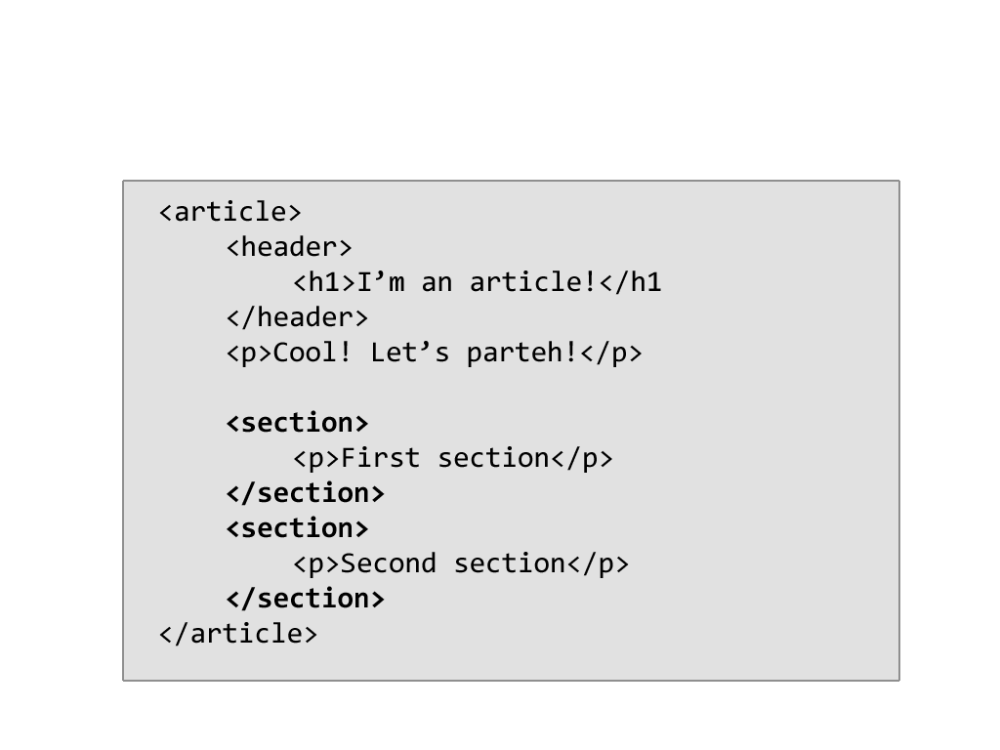 <article>
<header>
<h1>I’m an article!</h1
</header>
<p>Cool! Let’s parteh!</p>
<section>
<p>First section</p>
</section>
<section>
<p>Second section</p>
</section>
</article>